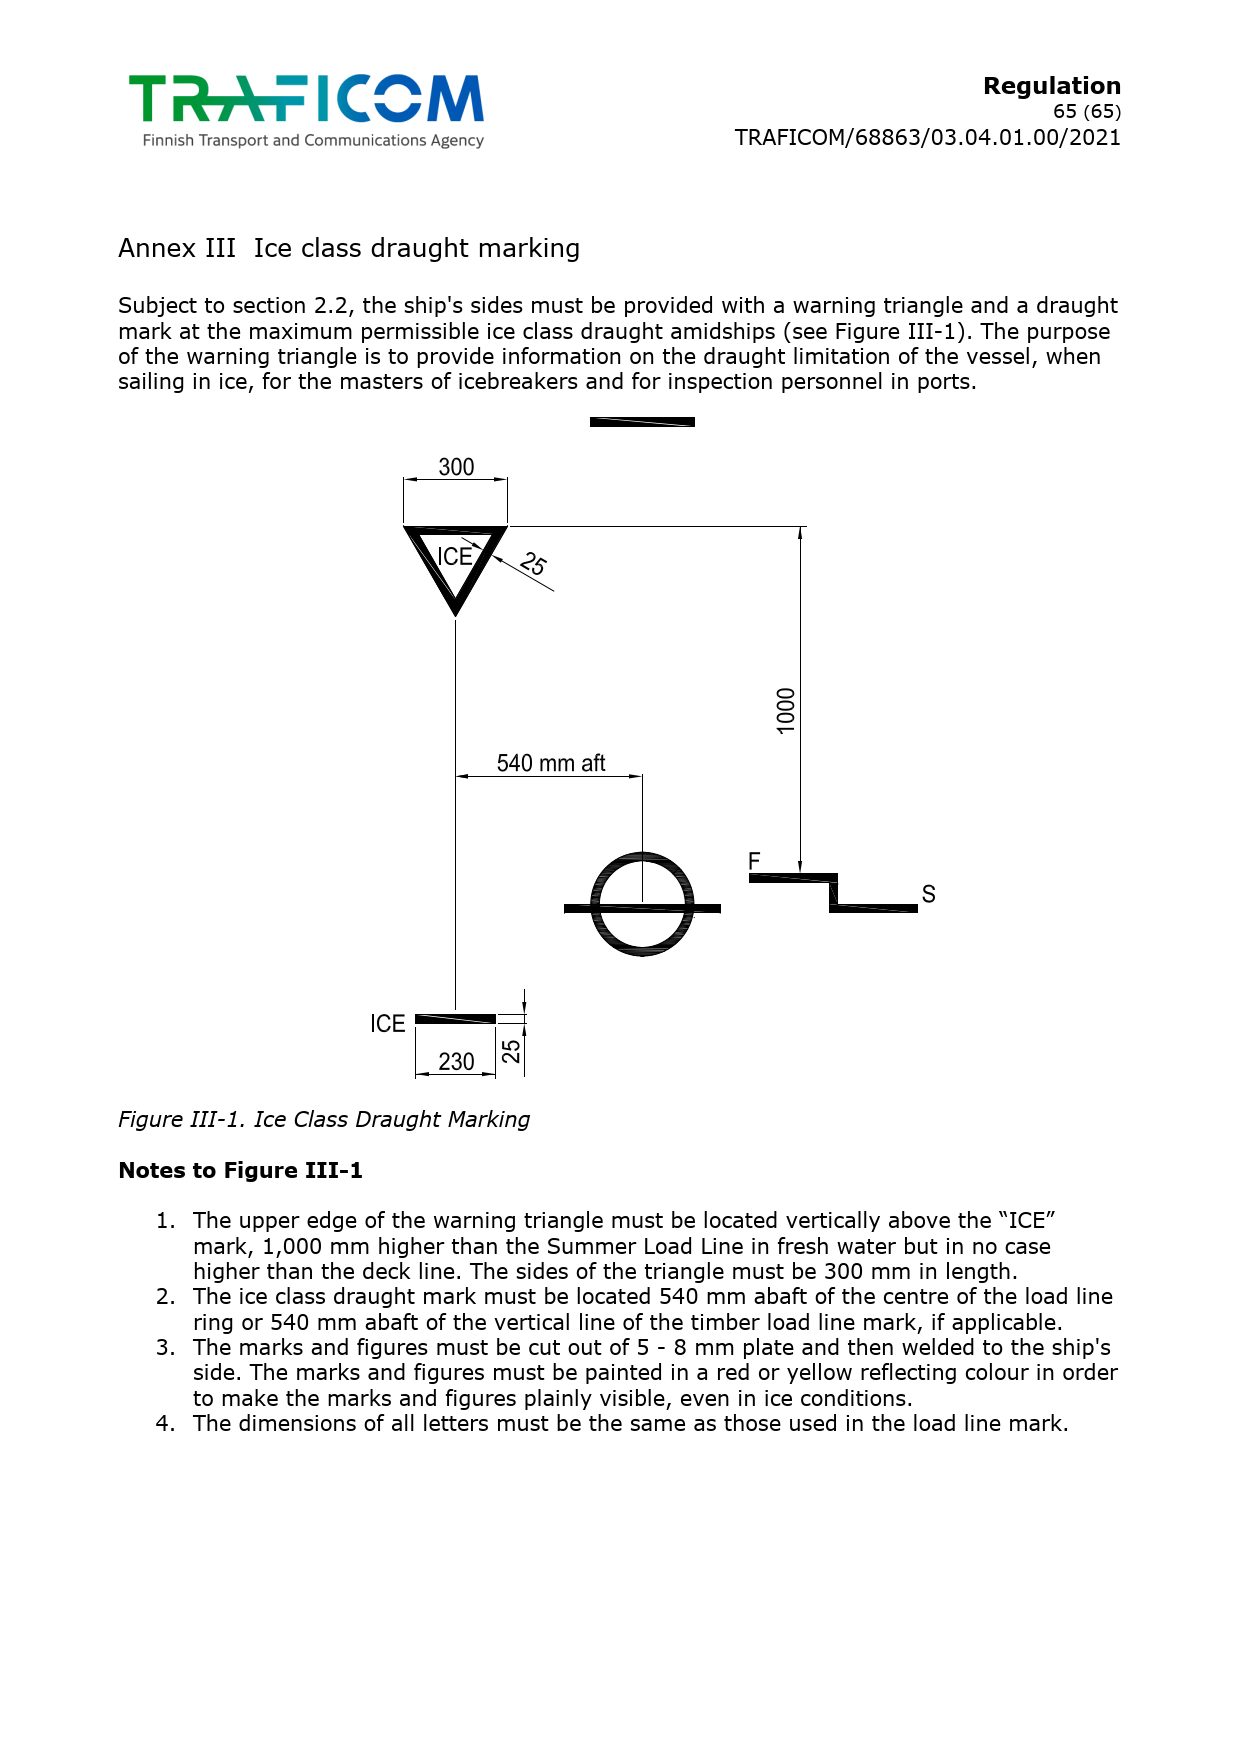 TRAFICOM
Finnish Transport and Communications Agency
Regulation
65 (65)
TRAFICOM/68863/03.04.01.00/2021
Annex III Ice class draught marking
Subject to section 2.2, the ship's sides must be provided with a warning triangle and a draught
mark at the maximum permissible ice class draught amidships (see Figure III-1). The purpose
of the warning triangle is to provide information on the draught limitation of the vessel, when
sailing in ice, for the masters of icebreakers and for inspection personnel in ports.
300
ICE
25
1000
540 mm aft
F
S
ICE
230
25
Figure III-1. Ice Class Draught Marking
Notes to Figure III-1
1. The upper edge of the warning triangle must be located vertically above the “ICE”
mark, 1,000 mm higher than the Summer Load Line in fresh water but in no case
higher than the deck line. The sides of the triangle must be 300 mm in length.
2. The ice class draught mark must be located 540 mm abaft of the centre of the load line
ring or 540 mm abaft of the vertical line of the timber load line mark, if applicable.
3. The marks and figures must be cut out of 5 - 8 mm plate and then welded to the ship's
side. The marks and figures must be painted in a red or yellow reflecting colour in order
to make the marks and figures plainly visible, even in ice conditions.
4. The dimensions of all letters must be the same as those used in the load line mark.